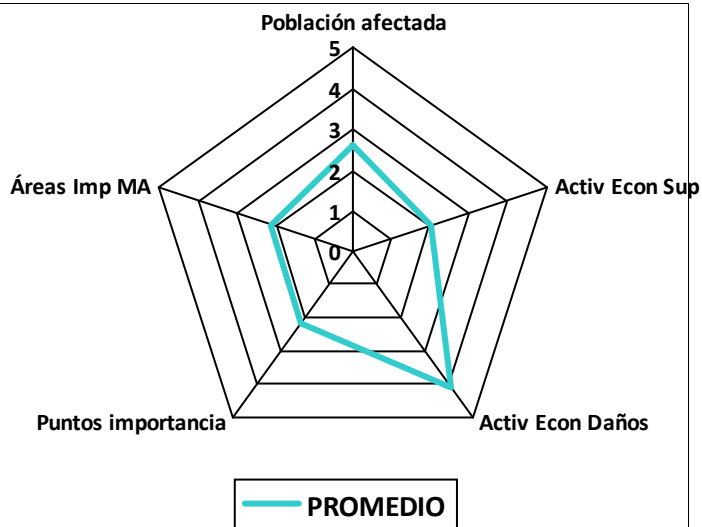 Población afectada
5
4
3
2
1
0
Áreas Imp MA
Activ Econ Sup
Puntos importancia
Activ Econ Daños
PROMEDIO